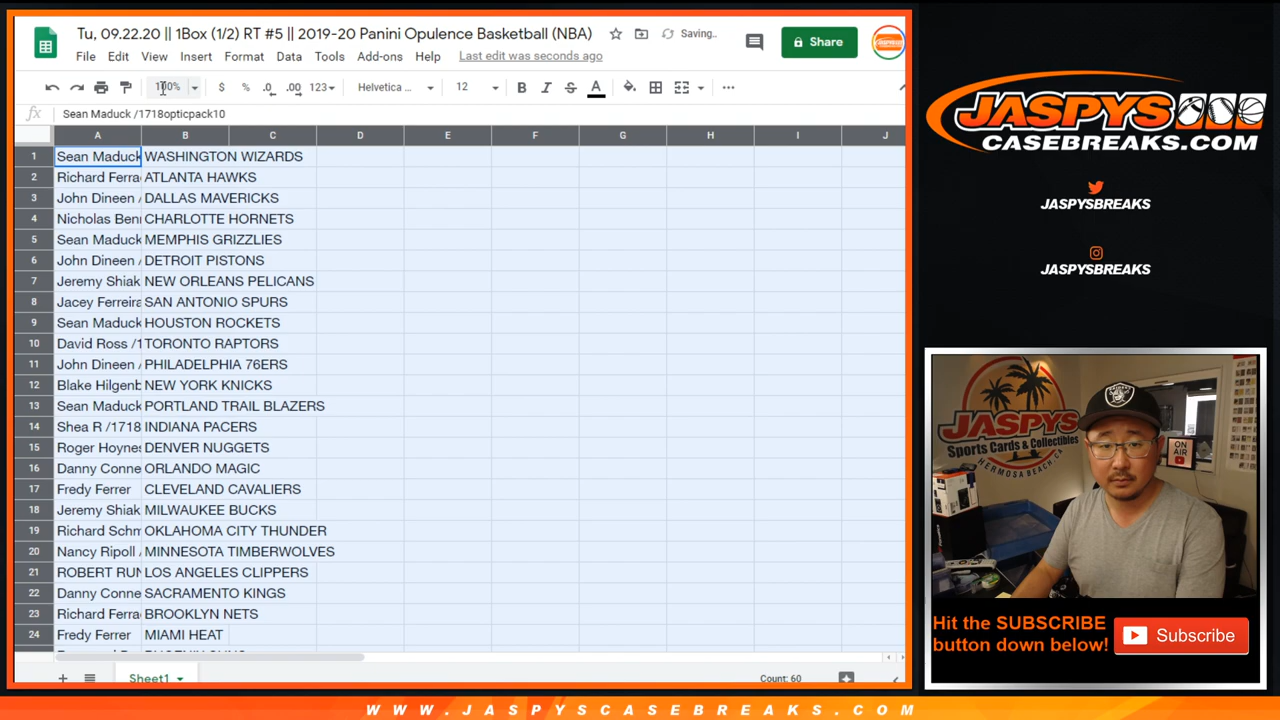 Tu, 09.22.20 || 1Box (1/2) RT #5 || 2019-20 Panini Opulence Basketball (NBA)
Saving..
Share
File Edit View Insert Format Data Tools Add-ons Help Last edit was seconds ago
100% $ % .0 .00 123 Helvetica ... 12 B I S A
fx Sean Maduck /1718opticpack10
A B C D E F G H I J
1 Sean Maduck WASHINGTON WIZARDS
2 Richard Ferra ATLANTA HAWKS
3 John Dineen / DALLAS MAVERICKS
4 Nicholas Ben CHARLOTTE HORNETS
5 Sean Maduck MEMPHIS GRIZZLIES
6 John Dineen / DETROIT PISTONS
7 Jeremy Shiak NEW ORLEANS PELICANS
8 Jacey Ferreira SAN ANTONIO SPURS
9 Sean Maduck HOUSTON ROCKETS
10 David Ross /1 TORONTO RAPTORS
11 John Dineen / PHILADELPHIA 76ERS
12 Blake Hilgenb NEW YORK KNICKS
13 Sean Maduck PORTLAND TRAIL BLAZERS
14 Shea R /1718 INDIANA PACERS
15 Roger Hoynes DENVER NUGGETS
16 Danny Conne ORLANDO MAGIC
17 Fredy Ferrer CLEVELAND CAVALIERS
18 Jeremy Shiak MILWAUKEE BUCKS
19 Richard Schm OKLAHOMA CITY THUNDER
20 Nancy Ripoll / MINNESOTA TIMBERWOLVES
21 ROBERT RUN LOS ANGELES CLIPPERS
22 Danny Conne SACRAMENTO KINGS
23 Richard Ferra BROOKLYN NETS
24 Fredy Ferrer MIAMI HEAT
Sheet1
Count: 60
JASPYS
CASEBREAKS.COM
JASPYSBREAKS
JASPYSBREAKS
JASPYS
Sports Cards & Collectibles
HERMOSA BEACH, CA
RAIDERS
ON AIR
Hit the SUBSCRIBE
button down below!
Subscribe
WWW.JASPYSCASEBREAKS.COM